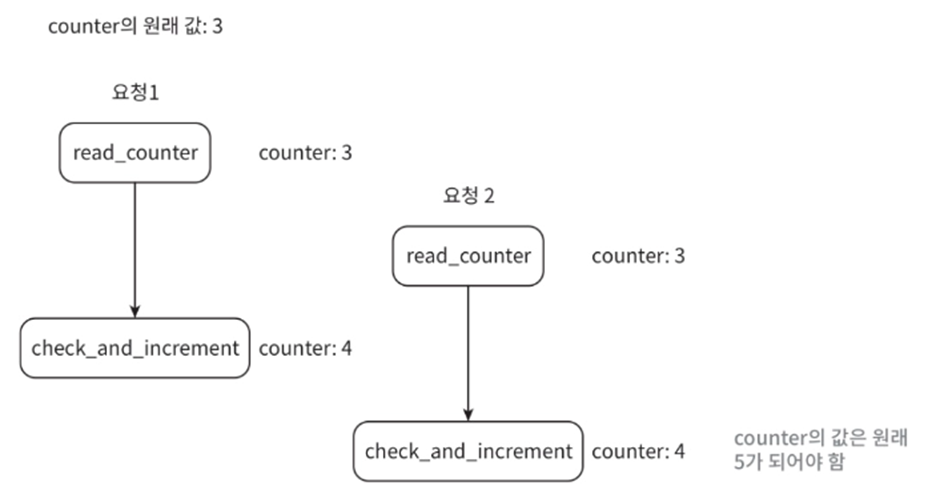 counter의 원래 값: 3
요청1
read_counter
counter: 3
요청 2
read_counter
counter: 3
check_and_increment
counter: 4
check_and_increment
counter: 4
counter의 값은 원래
5가 되어야 함